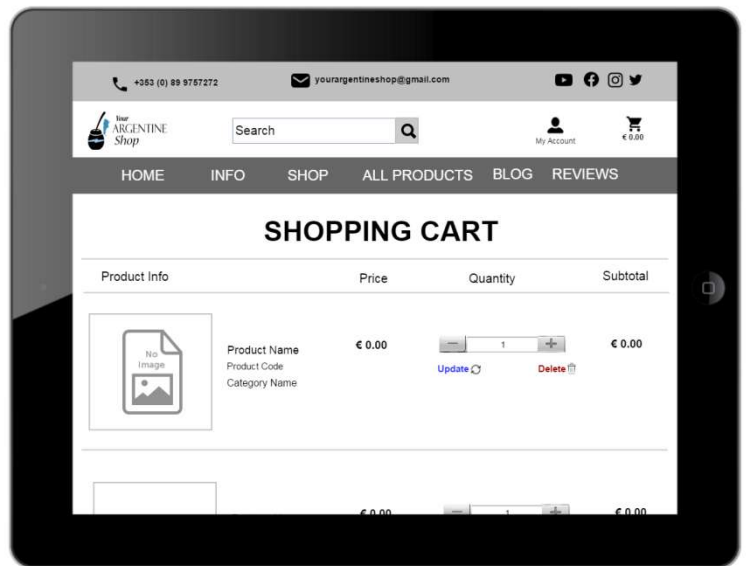 +353 (0) 89 9757272 yourargentineshop@gmail.com
Your
ARGENTINE
Shop
Search
My Account
€ 0.00
HOME INFO SHOP ALL PRODUCTS BLOG REVIEWS
SHOPPING CART
Product Info Price Quantity Subtotal
No
Image
Product Name € 0.00 1 € 0.00
Product Code
Category Name
Update Delete
€ 0.00 1 € 0.00